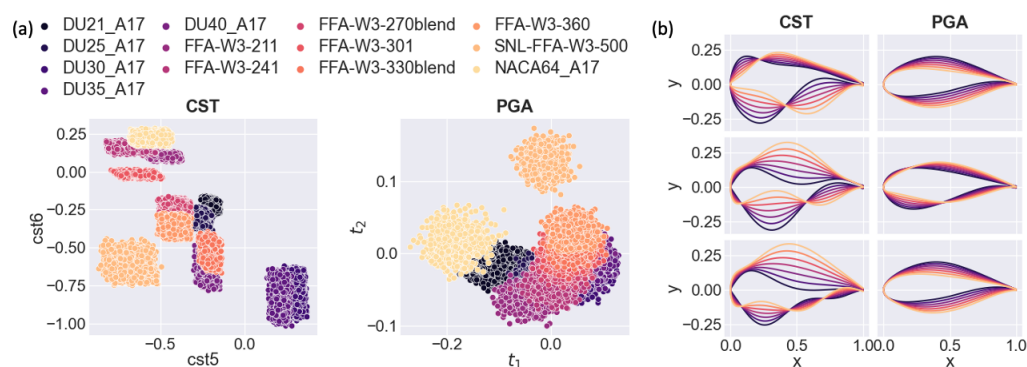 (a)
DU21_A17 DU40_A17 FFA-W3-270blend FFA-W3-360
DU25_A17 FFA-W3-211 FFA-W3-301 SNL-FFA-W3-500
DU30_A17 FFA-W3-241 FFA-W3-330blend NACA64_A17
DU35_A17
CST PGA
0.25
0.00
−0.25
−0.50
−0.75
−1.00
cst6
−0.5 0.0
cst5
0.1
0.0
−0.1
t2
−0.2 0.0
t1
(b)
CST PGA
0.25
0.00
−0.25
y y
0.25
0.00
−0.25
y y
0.25
0.00
−0.25
y y
0.0 0.5 1.0 0.0 0.5 1.0
x x